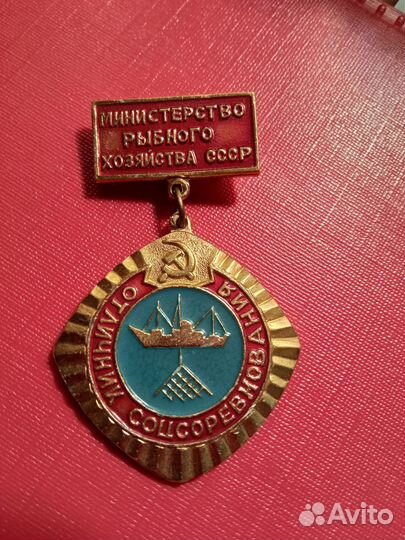 МИНИСТЕРСТВО
РЫБНОГО
ХОЗЯЙСТВА СССР
ОТЛИЧНИК СОЦСОРЕВНОВАНИЯ
Avito